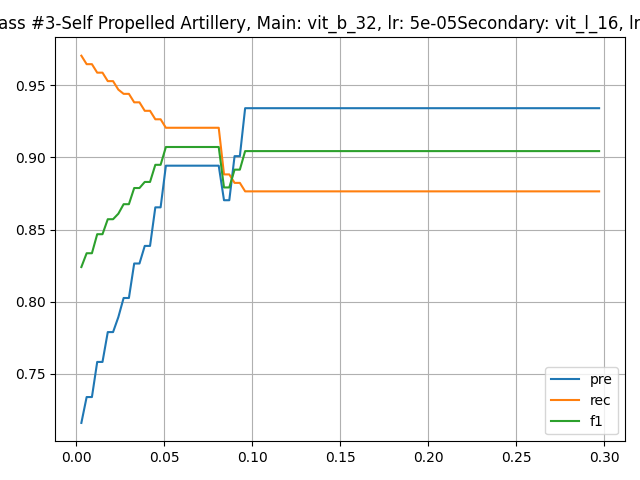 ass #3-Self Propelled Artillery, Main: vit_b_32, lr: 5e-05Secondary: vit_l_16, lr
0.95
0.90
0.85
0.80
0.75
0.00 0.05 0.10 0.15 0.20 0.25 0.30
pre
rec
f1